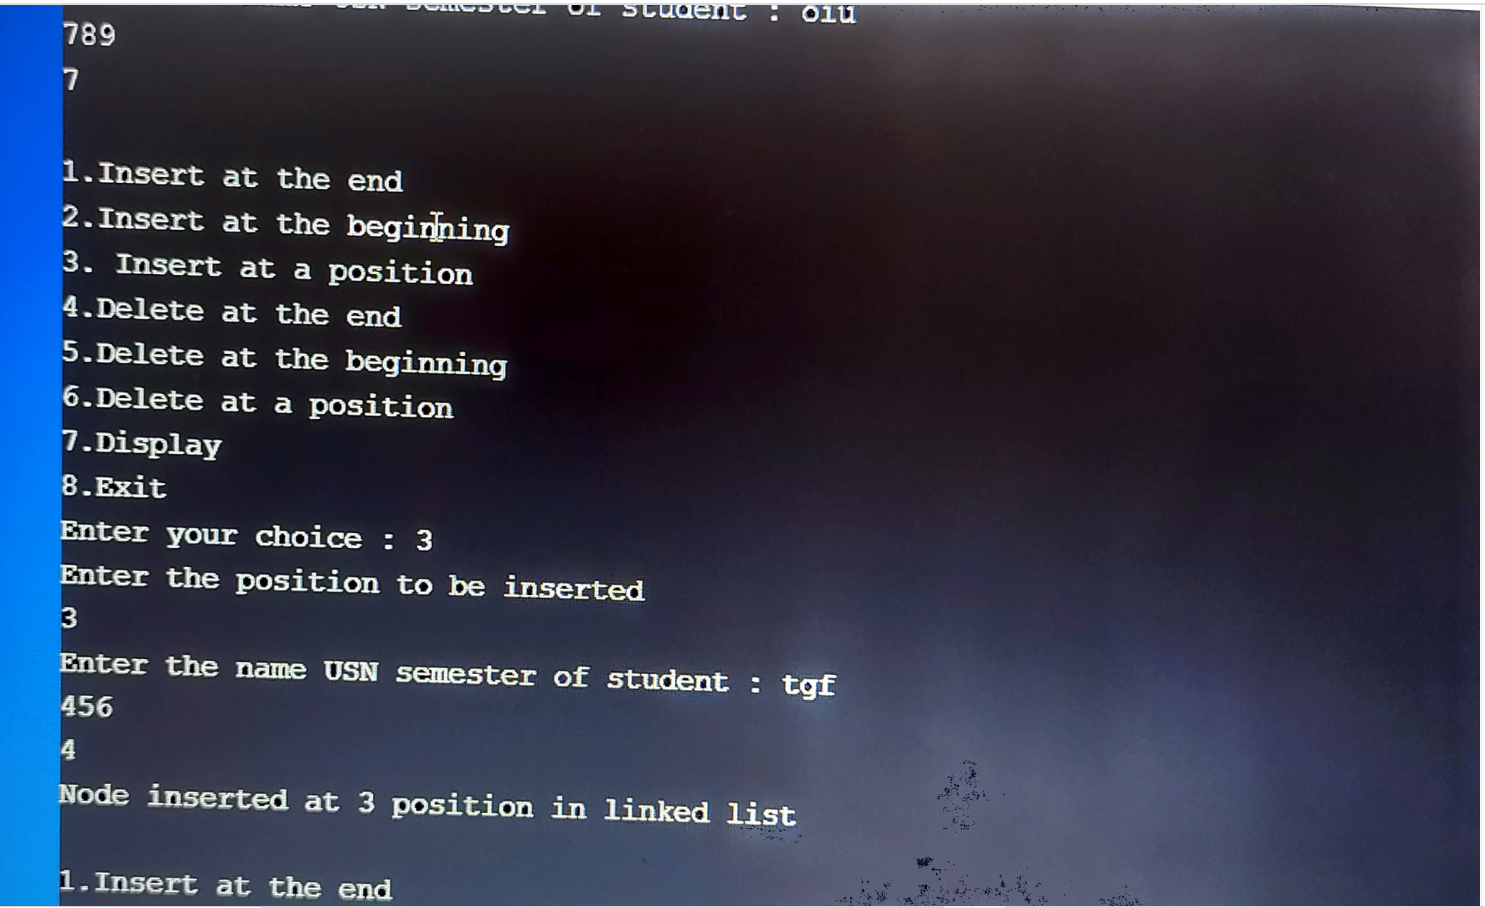 semester of student : olu
789
7
1.Insert at the end
2.Insert at the beginning
3. Insert at a position
4.Delete at the end
5.Delete at the beginning
6.Delete at a position
7.Display
8.Exit
Enter your choice : 3
Enter the position to be inserted
3
Enter the name USN semester of student : tgf
456
4
Node inserted at 3 position in linked list
1.Insert at the end